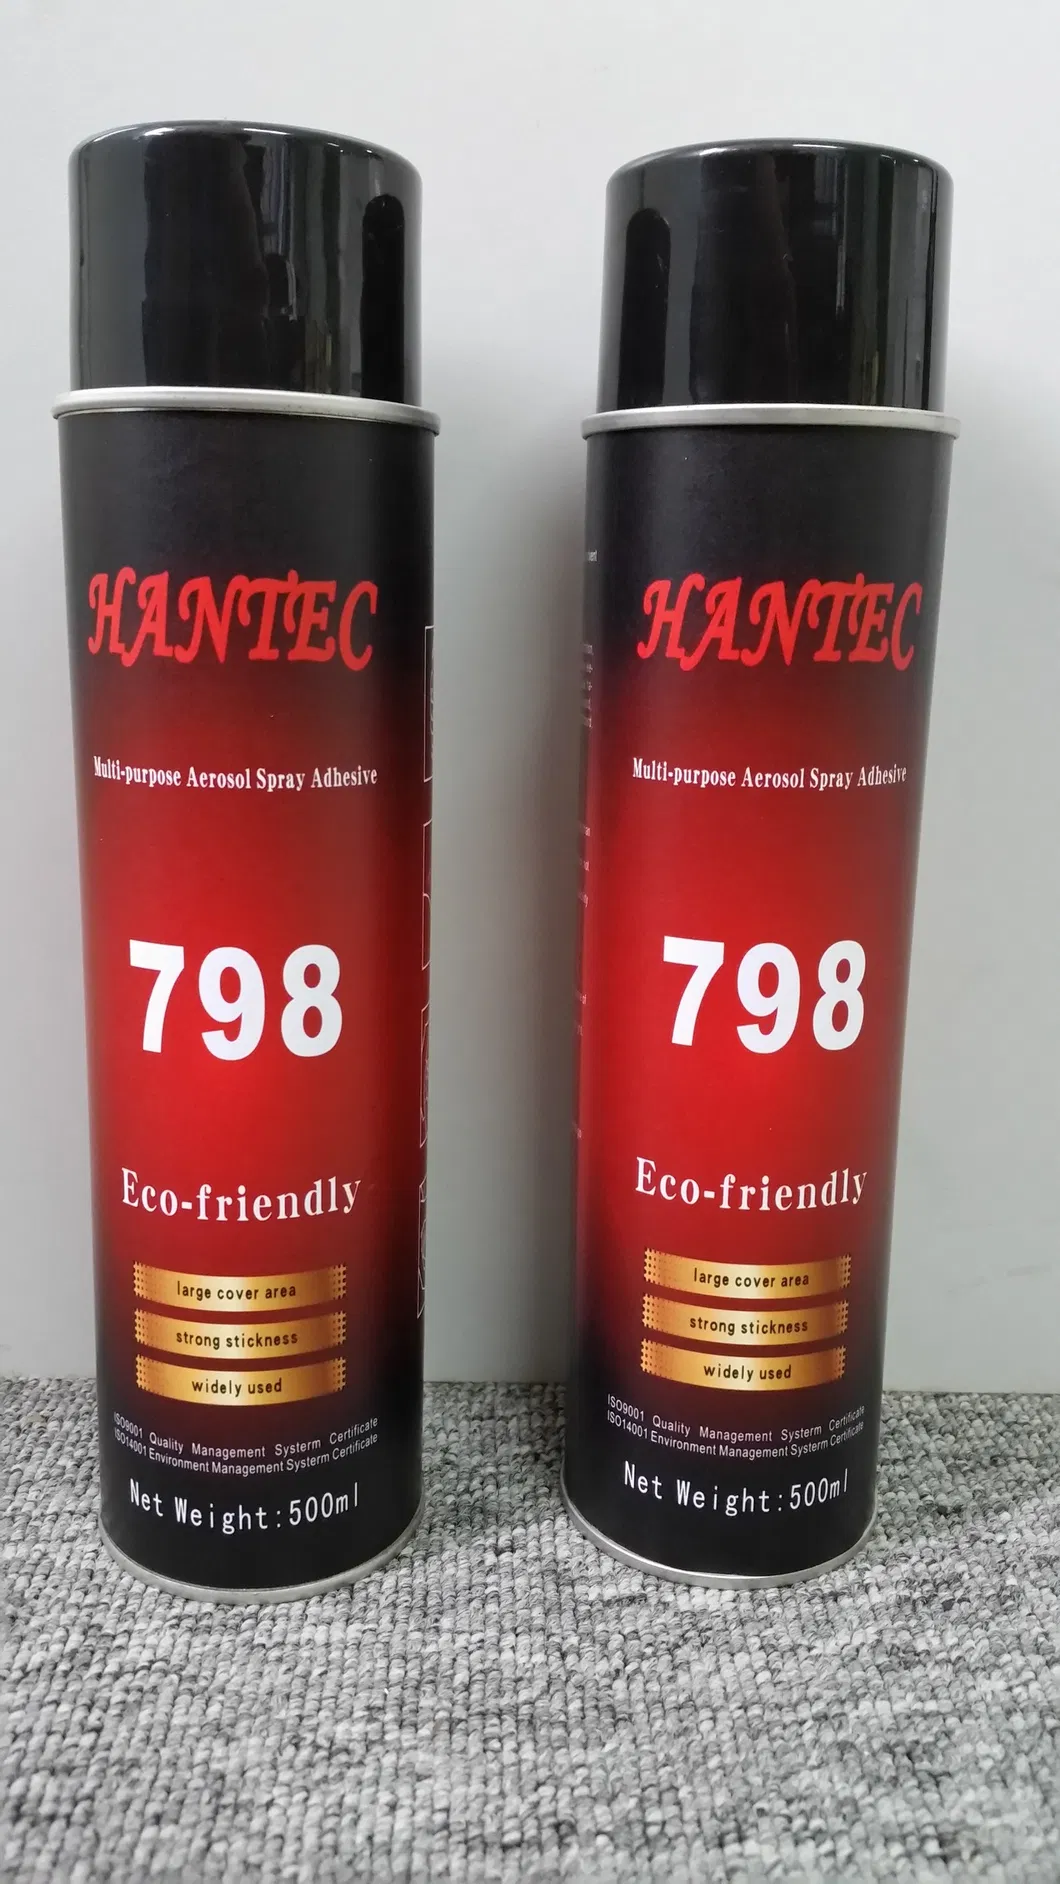 HANTEC
Multi-purpose Aerosol Spray Adhesive
798
Eco-friendly
large cover area
strong stickness
widely used
ISO9001 Quality Management Systerm Certificate
ISO14001 Environment Management Systerm Certificate
Net Weight:500ml
HANTEC
Multi-purpose Aerosol Spray Adhesive
798
Eco-friendly
large cover area
strong stickness
widely used
ISO9001 Quality Management Systerm Certificate
ISO14001 Environment Management Systerm Certificate
Net Weight:500ml